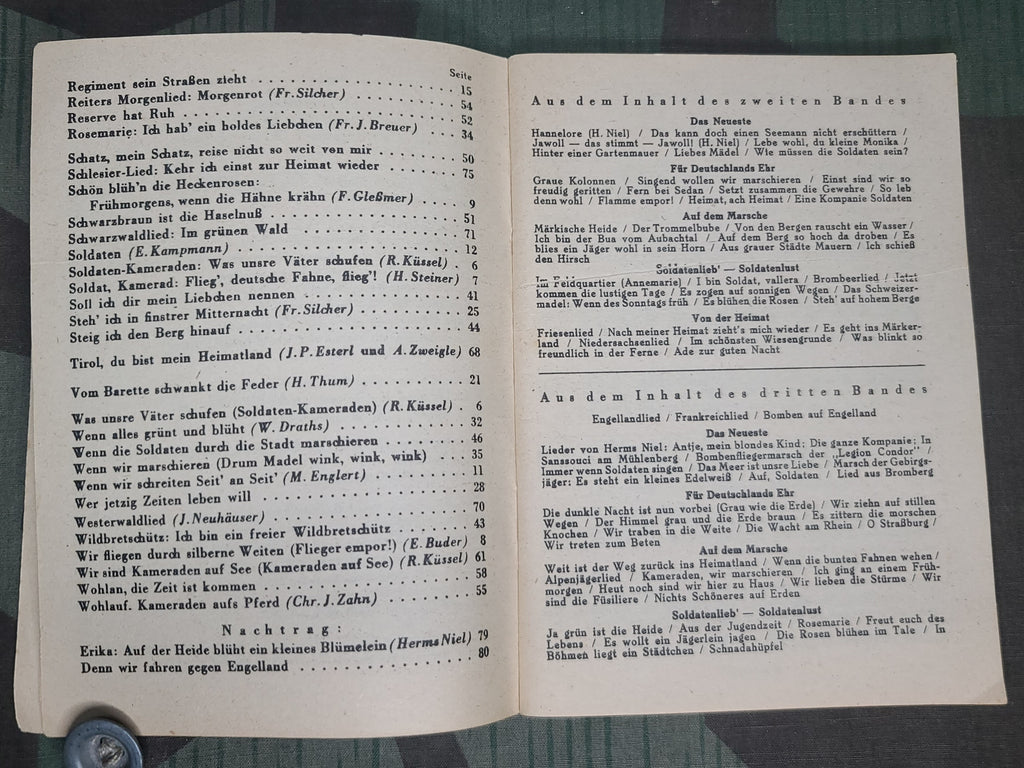 Seite
Regiment sein Straßen zieht . . . . . . . . . . . . . . . 15
Reiters Morgenlied: Morgenrot (Fr. Silcher) . . . . . . . 54
Reserve hat Ruh . . . . . . . . . . . . . . . . . . . . . 52
Rosemarie: Ich hab' ein holdes Liebchen (Fr. J. Breuer) . . . 34
Schatz, mein Schatz, reise nicht so weit von mir . . . . . . 50
Schlesier-Lied: Kehr ich einst zur Heimat wieder . . . . . . 75
Schön blüh'n die Heckenrosen:
Frühmorgens, wenn die Hähne krähn (F. Gleßmer) . . . . 9
Schwarzbraun ist die Haselnuß . . . . . . . . . . . . . . 51
Schwarzwaldlied: Im grünen Wald . . . . . . . . . . . . . 71
Soldaten (E. Kampmann) . . . . . . . . . . . . . . . . . 12
Soldaten-Kameraden: Was unsre Väter schufen (R. Küssel) . 6
Soldat, Kamerad: Flieg', deutsche Fahne, flieg'! (H. Steiner) 7
Soll ich dir mein Liebchen nennen . . . . . . . . . . . . 41
Steh' ich in finstrer Mitternacht (Fr. Silcher) . . . . . . . 25
Steig ich den Berg hinauf . . . . . . . . . . . . . . . . 44
Tirol, du bist mein Heimatland (J. P. Esterl und A. Zweigle) 68
Vom Barette schwankt die Feder (H. Thum) . . . . . . . . 21
Was unsre Väter schufen (Soldaten-Kameraden) (R. Küssel) . 6
Wenn alles grünt und blüht (W. Draths) . . . . . . . . . 32
Wenn die Soldaten durch die Stadt marschieren . . . . . . 46
Wenn wir marschieren (Drum Madel wink, wink, wink) . . . 35
Wenn wir schreiten Seit' an Seit' (M. Englert) . . . . . . . 11
Wer jetzig Zeiten leben will . . . . . . . . . . . . . . . 28
Westerwaldlied (J. Neuhäuser) . . . . . . . . . . . . . . 70
Wildbretschütz: Ich bin ein freier Wildbretschütz . . . . . . 43
Wir fliegen durch silberne Weiten (Flieger empor!) (E. Buder) 8
Wir sind Kameraden auf See (Kameraden auf See) (R. Küssel) 61
Wohlan, die Zeit ist kommen . . . . . . . . . . . . . . . 58
Wohlauf. Kameraden aufs Pferd (Chr. J. Zahn) . . . . . . . 55
Nachtrag:
Erika: Auf der Heide blüht ein kleines Blümelein (Herms Niel) 79
Denn wir fahren gegen Engelland . . . . . . . . . . . . . 80
Aus dem Inhalt des zweiten Bandes
Das Neueste
Hannelore (H. Niel) / Das kann doch einen Seemann nicht erschüttern /
Jawoll — das stimmt — Jawoll! (H. Niel) / Lebe wohl, du kleine Monika /
Hinter einer Gartenmauer / Liebes Mädel / Wie müssen die Soldaten sein?
Für Deutschlands Ehr
Graue Kolonnen / Singend wollen wir marschieren / Einst sind wir so
freudig geritten / Fern bei Sedan / Setzt zusammen die Gewehre / So leb
denn wohl / Flamme empor! / Heimat, ach Heimat / Eine Kompanie Soldaten
Auf dem Marsche
Märkische Heide / Der Trommelbube / Von den Bergen rauscht ein Wasser /
Ich bin der Bua vom Aubachtal / Auf dem Berg so hoch da droben / Es
blies ein Jäger wohl in sein Horn / Aus grauer Städte Mauern / Ich schieß
den Hirsch
Soldatenlieb' — Soldatenlust
Im Feldquartier (Annemarie) / I bin Soldat, vallera / Brombeerlied / Jetzt
kommen die lustigen Tage / Es zogen auf sonnigen Wegen / Das Schweizer-
madel: Wenn des Sonntags früh / Es blühen die Rosen / Steh' auf hohem Berge
Von der Heimat
Friesenlied / Nach meiner Heimat zieht's mich wieder / Es geht ins Märker-
land / Niedersachsenlied / Im schönsten Wiesengrunde / Was blinkt so
freundlich in der Ferne / Ade zur guten Nacht
Aus dem Inhalt des dritten Bandes
Engellandlied / Frankreichlied / Bomben auf Engelland
Das Neueste
Lieder von Herms Niel: Antje, mein blondes Kind; Die ganze Kompanie; In
Sanssouci am Mühlenberg / Bombenfliegermarsch der „Legion Condor" /
Immer wenn Soldaten singen / Das Meer ist unsre Liebe / Marsch der Gebirgs-
jäger: Es steht ein kleines Edelweiß / Auf, Soldaten / Lied aus Bromberg
Für Deutschlands Ehr
Die dunkle Nacht ist nun vorbei (Grau wie die Erde) / Wir ziehn auf stillen
Wegen / Der Himmel grau und die Erde braun / Es zittern die morschen
Knochen / Wir traben in die Weite / Die Wacht am Rhein / O Straßburg /
Wir treten zum Beten
Auf dem Marsche
Weit ist der Weg zurück ins Heimatland / Wenn die bunten Fahnen wehen /
Alpenjägerlied / Kameraden, wir marschieren / Ich ging an einem Früh-
morgen / Heut noch sind wir hier zu Haus / Wir lieben die Stürme / Wir
sind die Füsiliere / Nichts Schöneres auf Erden
Soldatenlieb' — Soldatenlust
Ja grün ist die Heide / Aus der Jugendzeit / Rosemarie / Freut euch des
Lebens / Es wollt ein Jägerlein jagen / Die Rosen blühen im Tale / In
Böhmen liegt ein Städtchen / Schnadahüpfel